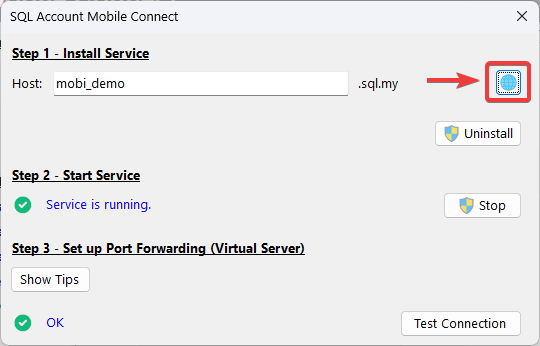 SQL Account Mobile Connect
Step 1 - Install Service
Host: mobi_demo .sql.my
Uninstall
Step 2 - Start Service
Service is running.
Stop
Step 3 - Set up Port Forwarding (Virtual Server)
Show Tips
OK
Test Connection